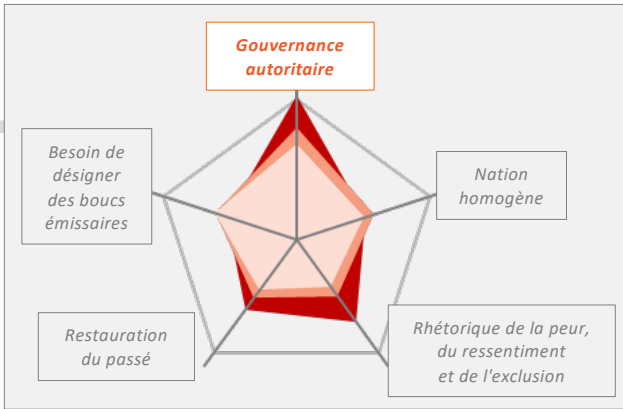 Gouvernance
autoritaire
Besoin de
désigner
des boucs
émissaires
Nation
homogène
Restauration
du passé
Rhétorique de la peur,
du ressentiment
et de l'exclusion